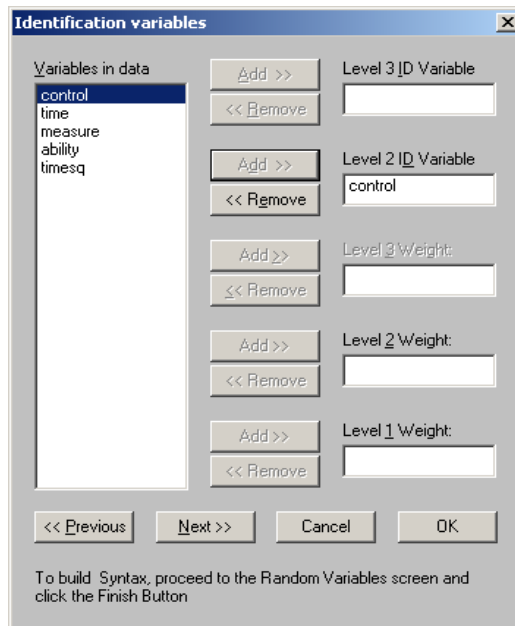 Identification variables
Variables in data
control
time
measure
ability
timesq
Add >>
<< Remove
Level 3 ID Variable
Add >>
<< Remove
Level 2 ID Variable
control
Add >>
<< Remove
Level 3 Weight:
Add >>
<< Remove
Level 2 Weight:
Add >>
<< Remove
Level 1 Weight:
<< Previous
Next >>
Cancel
OK
To build Syntax, proceed to the Random Variables screen and
click the Finish Button